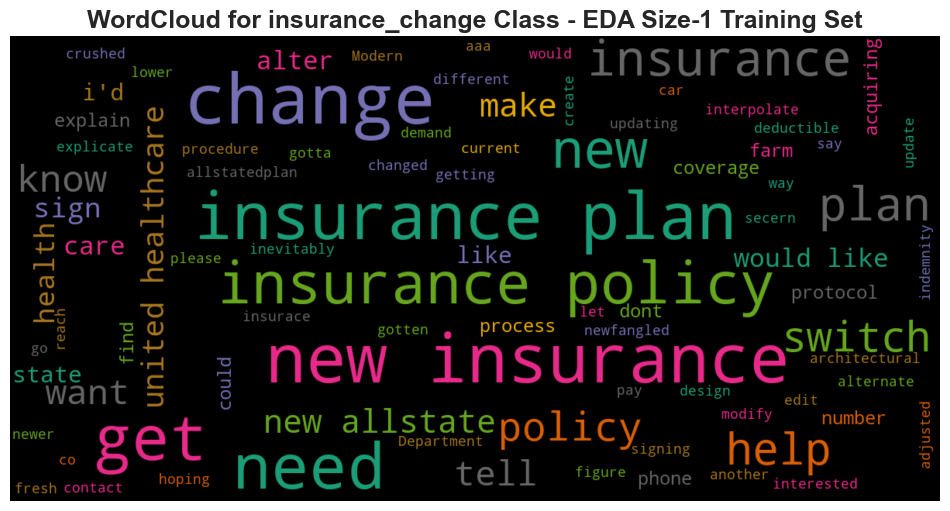 WordCloud for insurance_change Class - EDA Size-1 Training Set
crushed
alter
Modern
aaa
would
insurance
acquiring
lower
i'd
change
different
make
create
car
interpolate
explain
demand
updating
deductible
explicate
procedure
gotta
current
new
farm
say
update
know
united healthcare
allstatedplan
changed
getting
coverage
way
plan
sign
insurance plan
secern
care
health
inevitably
like
would like
indemnity
please
insurance policy
protocol
reach
insurace
let
dont
find
gotten
process
newfangled
switch
go
new insurance
architectural
state
want
could
pay
design
alternate
edit
new allstate
policy
modify
number
newer
get
Department
signing
help
adjusted
co
need
tell
figure
phone
another
fresh
contact
hoping
interested